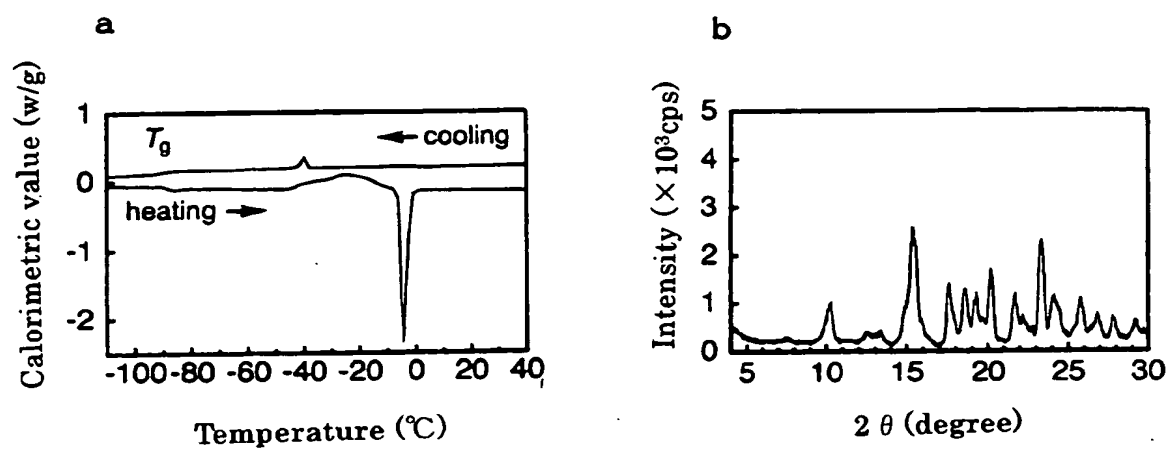 a
Calorimetric value (w/g)
1
0
-1
-2
Tg
cooling
heating
-100 -80 -60 -40 -20 0 20 40
Temperature (℃)
b
Intensity (×10³cps)
5
4
3
2
1
0
5 10 15 20 25 30
2 θ (degree)